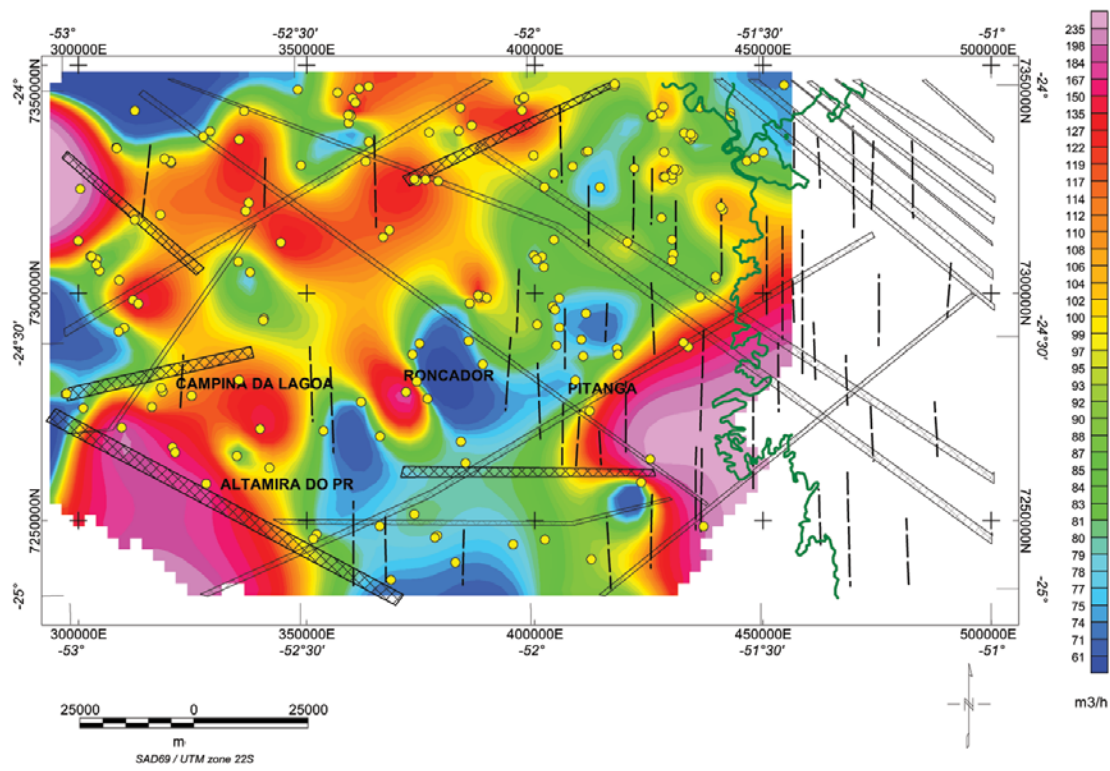 -53° -52°30' -52° -51°30' -51°
300000E 350000E 400000E 450000E 500000E
-24° 7350000N
7350000N -24°
7300000N
7300000N
-24°30'
-24°30'
7250000N
7250000N
-25°
-25°
CAMPINA DA LAGOA
RONCADOR
PITANGA
ALTAMIRA DO PR
300000E 350000E 400000E 450000E 500000E
-53° -52°30' -52° -51°30' -51°
235
198
184
167
150
135
127
122
119
117
114
112
110
108
106
104
102
100
99
97
95
93
92
90
88
87
85
84
83
81
80
79
78
77
75
74
71
61
m3/h
25000 0 25000
m
SAD69 / UTM zone 22S
N